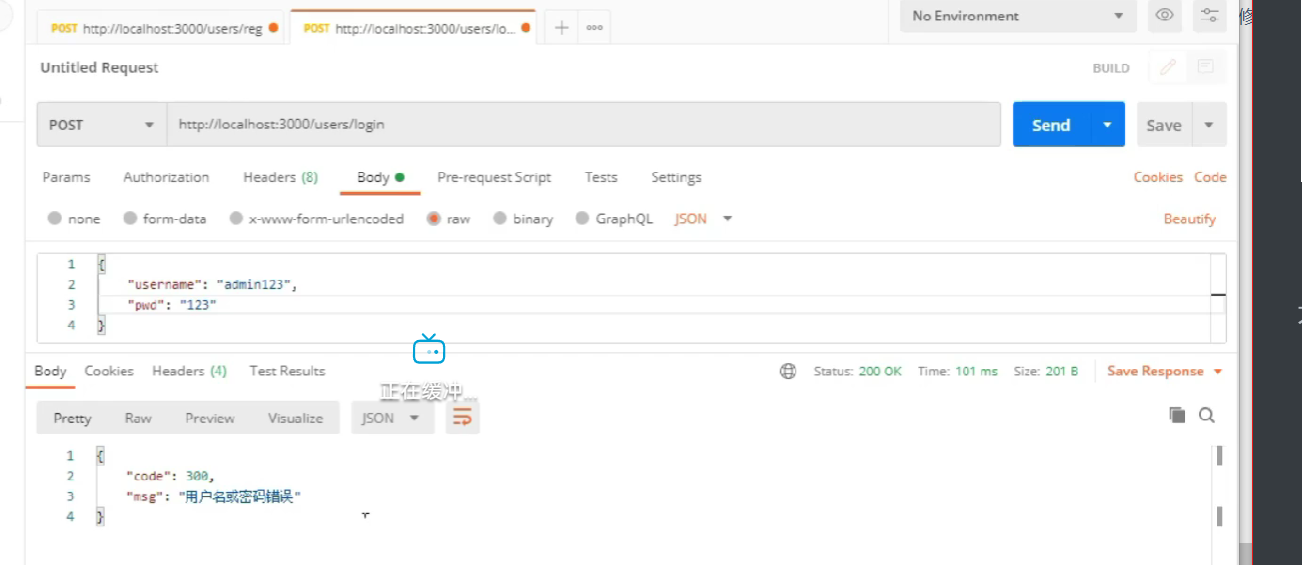 POST http://localhost:3000/users/reg POST http://localhost:3000/users/lo... No Environment
修
Untitled Request BUILD
POST http://localhost:3000/users/login Send Save
Params Authorization Headers (8) Body Pre-request Script Tests Settings Cookies Code
none form-data x-www-form-urlencoded raw binary GraphQL JSON Beautify
1 {
2 "username": "admin123",
3 "pwd": "123"
4 }
Body Cookies Headers (4) Test Results Status: 200 OK Time: 101 ms Size: 201 B Save Response
正在缓冲...
Pretty Raw Preview Visualize JSON
1 {
2 "code": 300,
3 "msg": "用户名或密码错误"
4 }